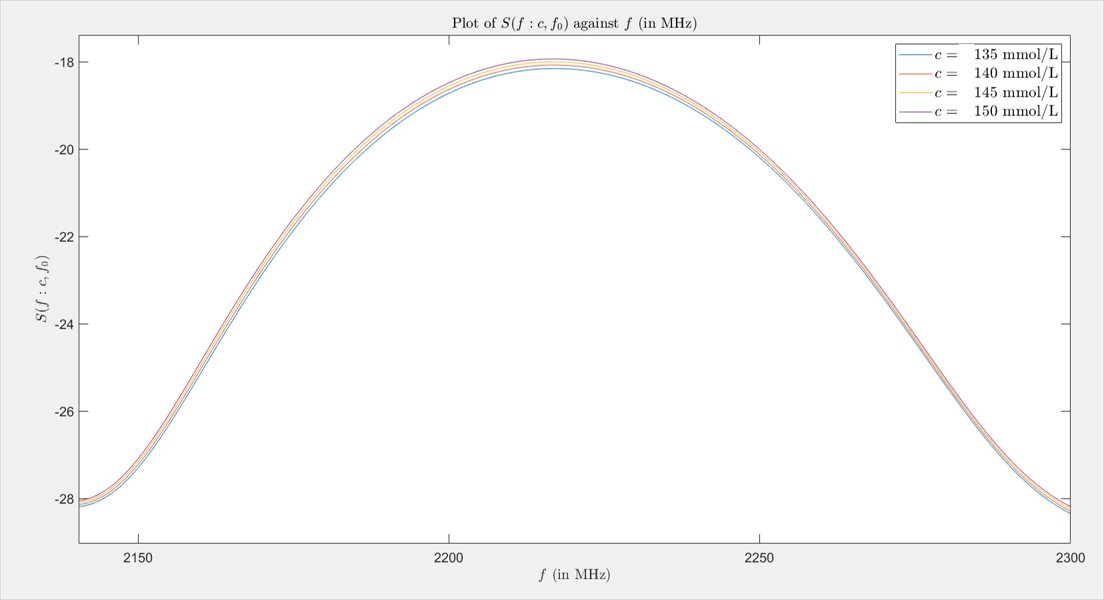 Plot of S(f : c, f₀) against f (in MHz)
c = 135 mmol/L
c = 140 mmol/L
c = 145 mmol/L
c = 150 mmol/L
-18
-20
-22
-24
-26
-28
S(f : c, f₀)
2150 2200 2250 2300
f (in MHz)